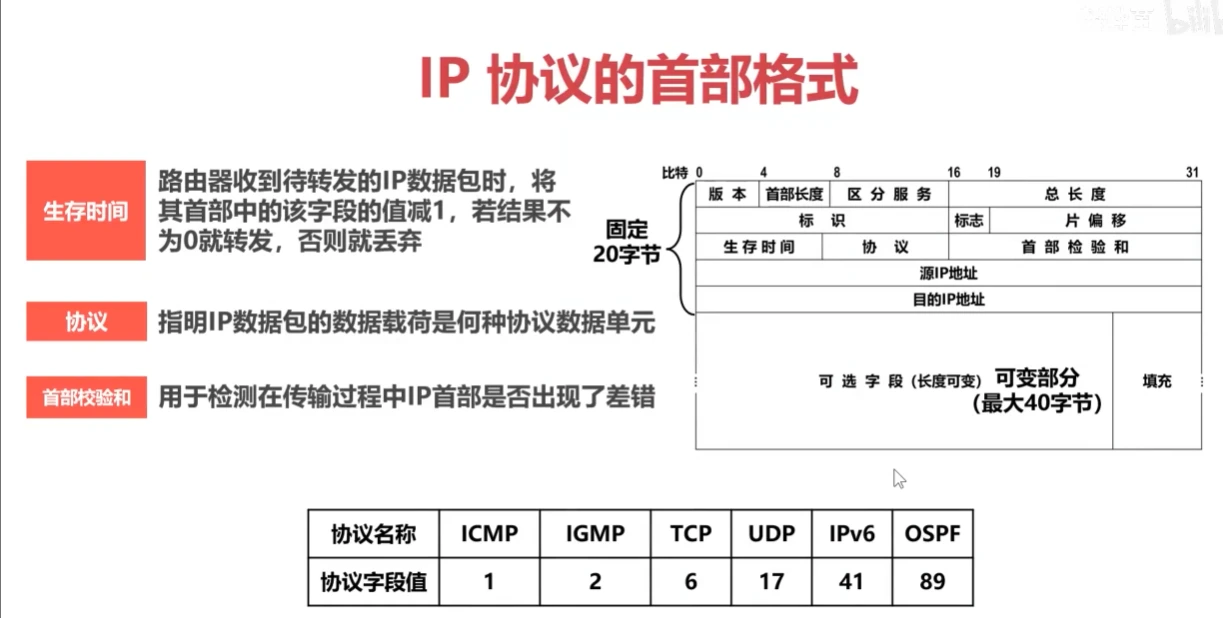 IP 协议的首部格式
生存时间
路由器收到待转发的IP数据包时，将
其首部中的该字段的值减1，若结果不
为0就转发，否则就丢弃
协议
指明IP数据包的数据载荷是何种协议数据单元
首部校验和
用于检测在传输过程中IP首部是否出现了差错
比特 0 4 8 16 19 31
版本 首部长度 区分服务 总长度
标识 标志 片偏移
生存时间 协议 首部检验和
源IP地址
目的IP地址
固定
20字节
可选字段（长度可变） 可变部分 填充
（最大40字节）
协议名称 ICMP IGMP TCP UDP IPv6 OSPF
协议字段值 1 2 6 17 41 89